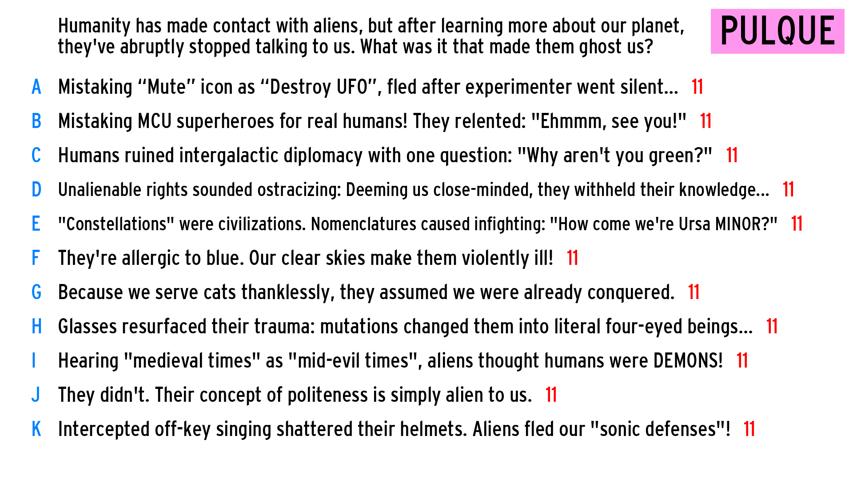 Humanity has made contact with aliens, but after learning more about our planet,
they've abruptly stopped talking to us. What was it that made them ghost us?
PULQUE
A Mistaking “Mute” icon as “Destroy UFO”, fled after experimenter went silent... 11
B Mistaking MCU superheroes for real humans! They relented: "Ehmmm, see you!" 11
C Humans ruined intergalactic diplomacy with one question: "Why aren't you green?" 11
D Unalienable rights sounded ostracizing: Deeming us close-minded, they withheld their knowledge... 11
E "Constellations" were civilizations. Nomenclatures caused infighting: "How come we're Ursa MINOR?" 11
F They're allergic to blue. Our clear skies make them violently ill! 11
G Because we serve cats thanklessly, they assumed we were already conquered. 11
H Glasses resurfaced their trauma: mutations changed them into literal four-eyed beings... 11
I Hearing "medieval times" as "mid-evil times", aliens thought humans were DEMONS! 11
J They didn't. Their concept of politeness is simply alien to us. 11
K Intercepted off-key singing shattered their helmets. Aliens fled our "sonic defenses"! 11